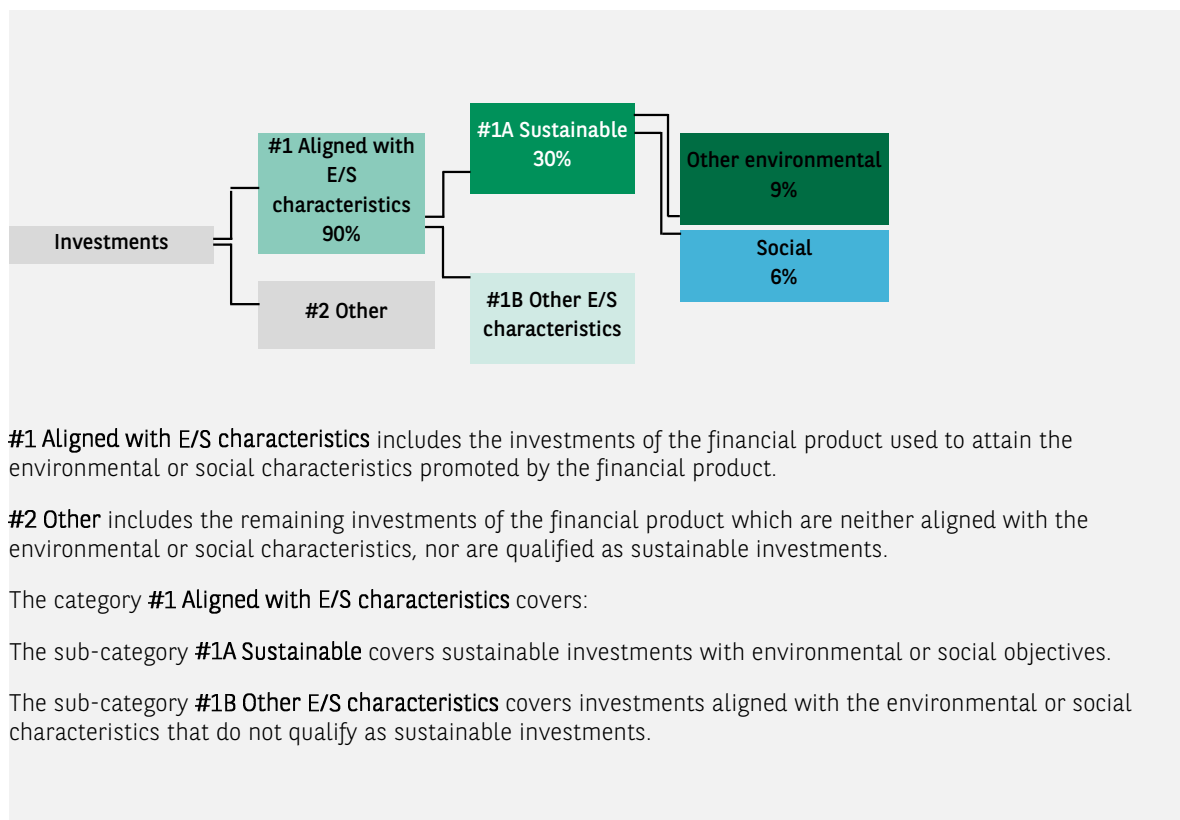 #1A Sustainable
30%
#1 Aligned with
E/S
characteristics
90%
Other environmental
9%
Investments
Social
6%
#2 Other
#1B Other E/S
characteristics
#1 Aligned with E/S characteristics includes the investments of the financial product used to attain the
environmental or social characteristics promoted by the financial product.
#2 Other includes the remaining investments of the financial product which are neither aligned with the
environmental or social characteristics, nor are qualified as sustainable investments.
The category #1 Aligned with E/S characteristics covers:
The sub-category #1A Sustainable covers sustainable investments with environmental or social objectives.
The sub-category #1B Other E/S characteristics covers investments aligned with the environmental or social
characteristics that do not qualify as sustainable investments.